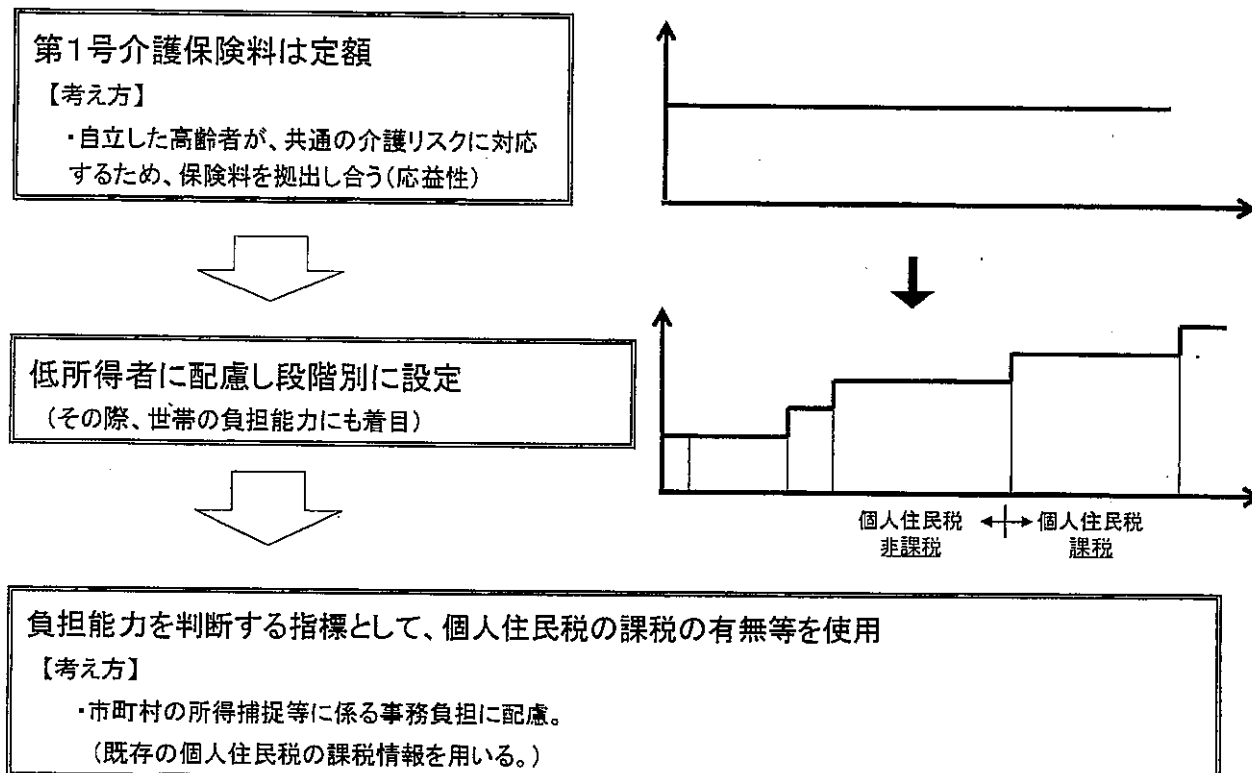 第1号介護保険料は定額
【考え方】
・自立した高齢者が、共通の介護リスクに対応
するため、保険料を拠出し合う(応益性)
低所得者に配慮し段階別に設定
(その際、世帯の負担能力にも着目)
個人住民税
非課税
個人住民税
課税
負担能力を判断する指標として、個人住民税の課税の有無等を使用
【考え方】
・市町村の所得捕捉等に係る事務負担に配慮。
(既存の個人住民税の課税情報を用いる。)